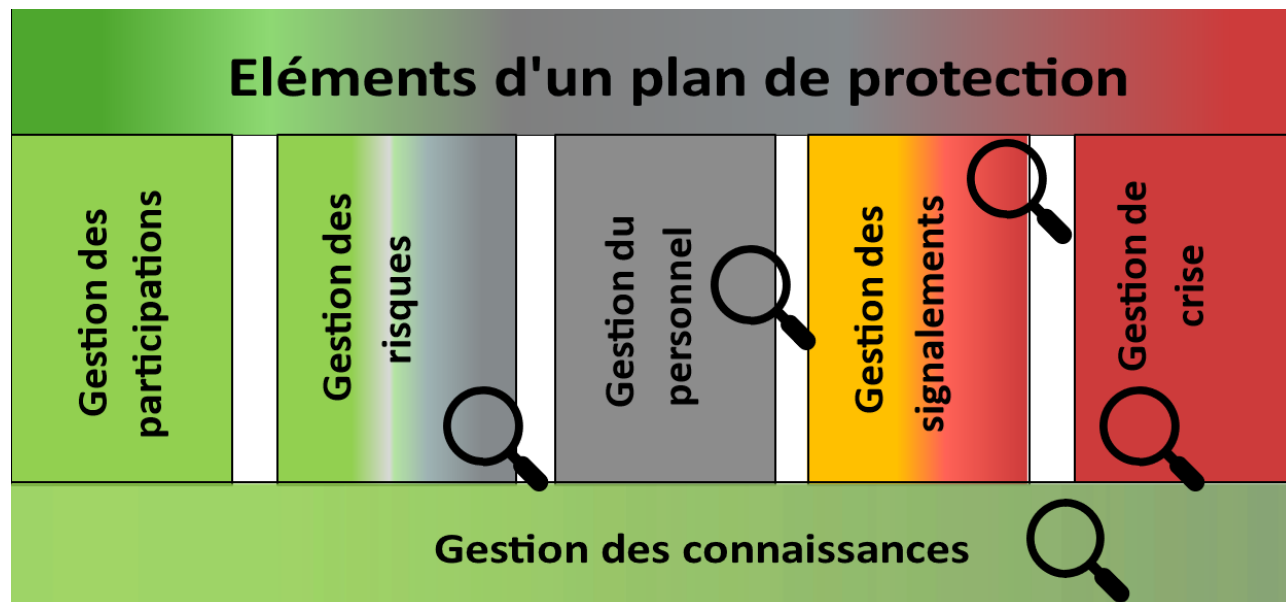 Eléments d'un plan de protection
Gestion des
participations
Gestion des
risques
Gestion du
personnel
Gestion des
signalements
Gestion de
crise
Gestion des connaissances